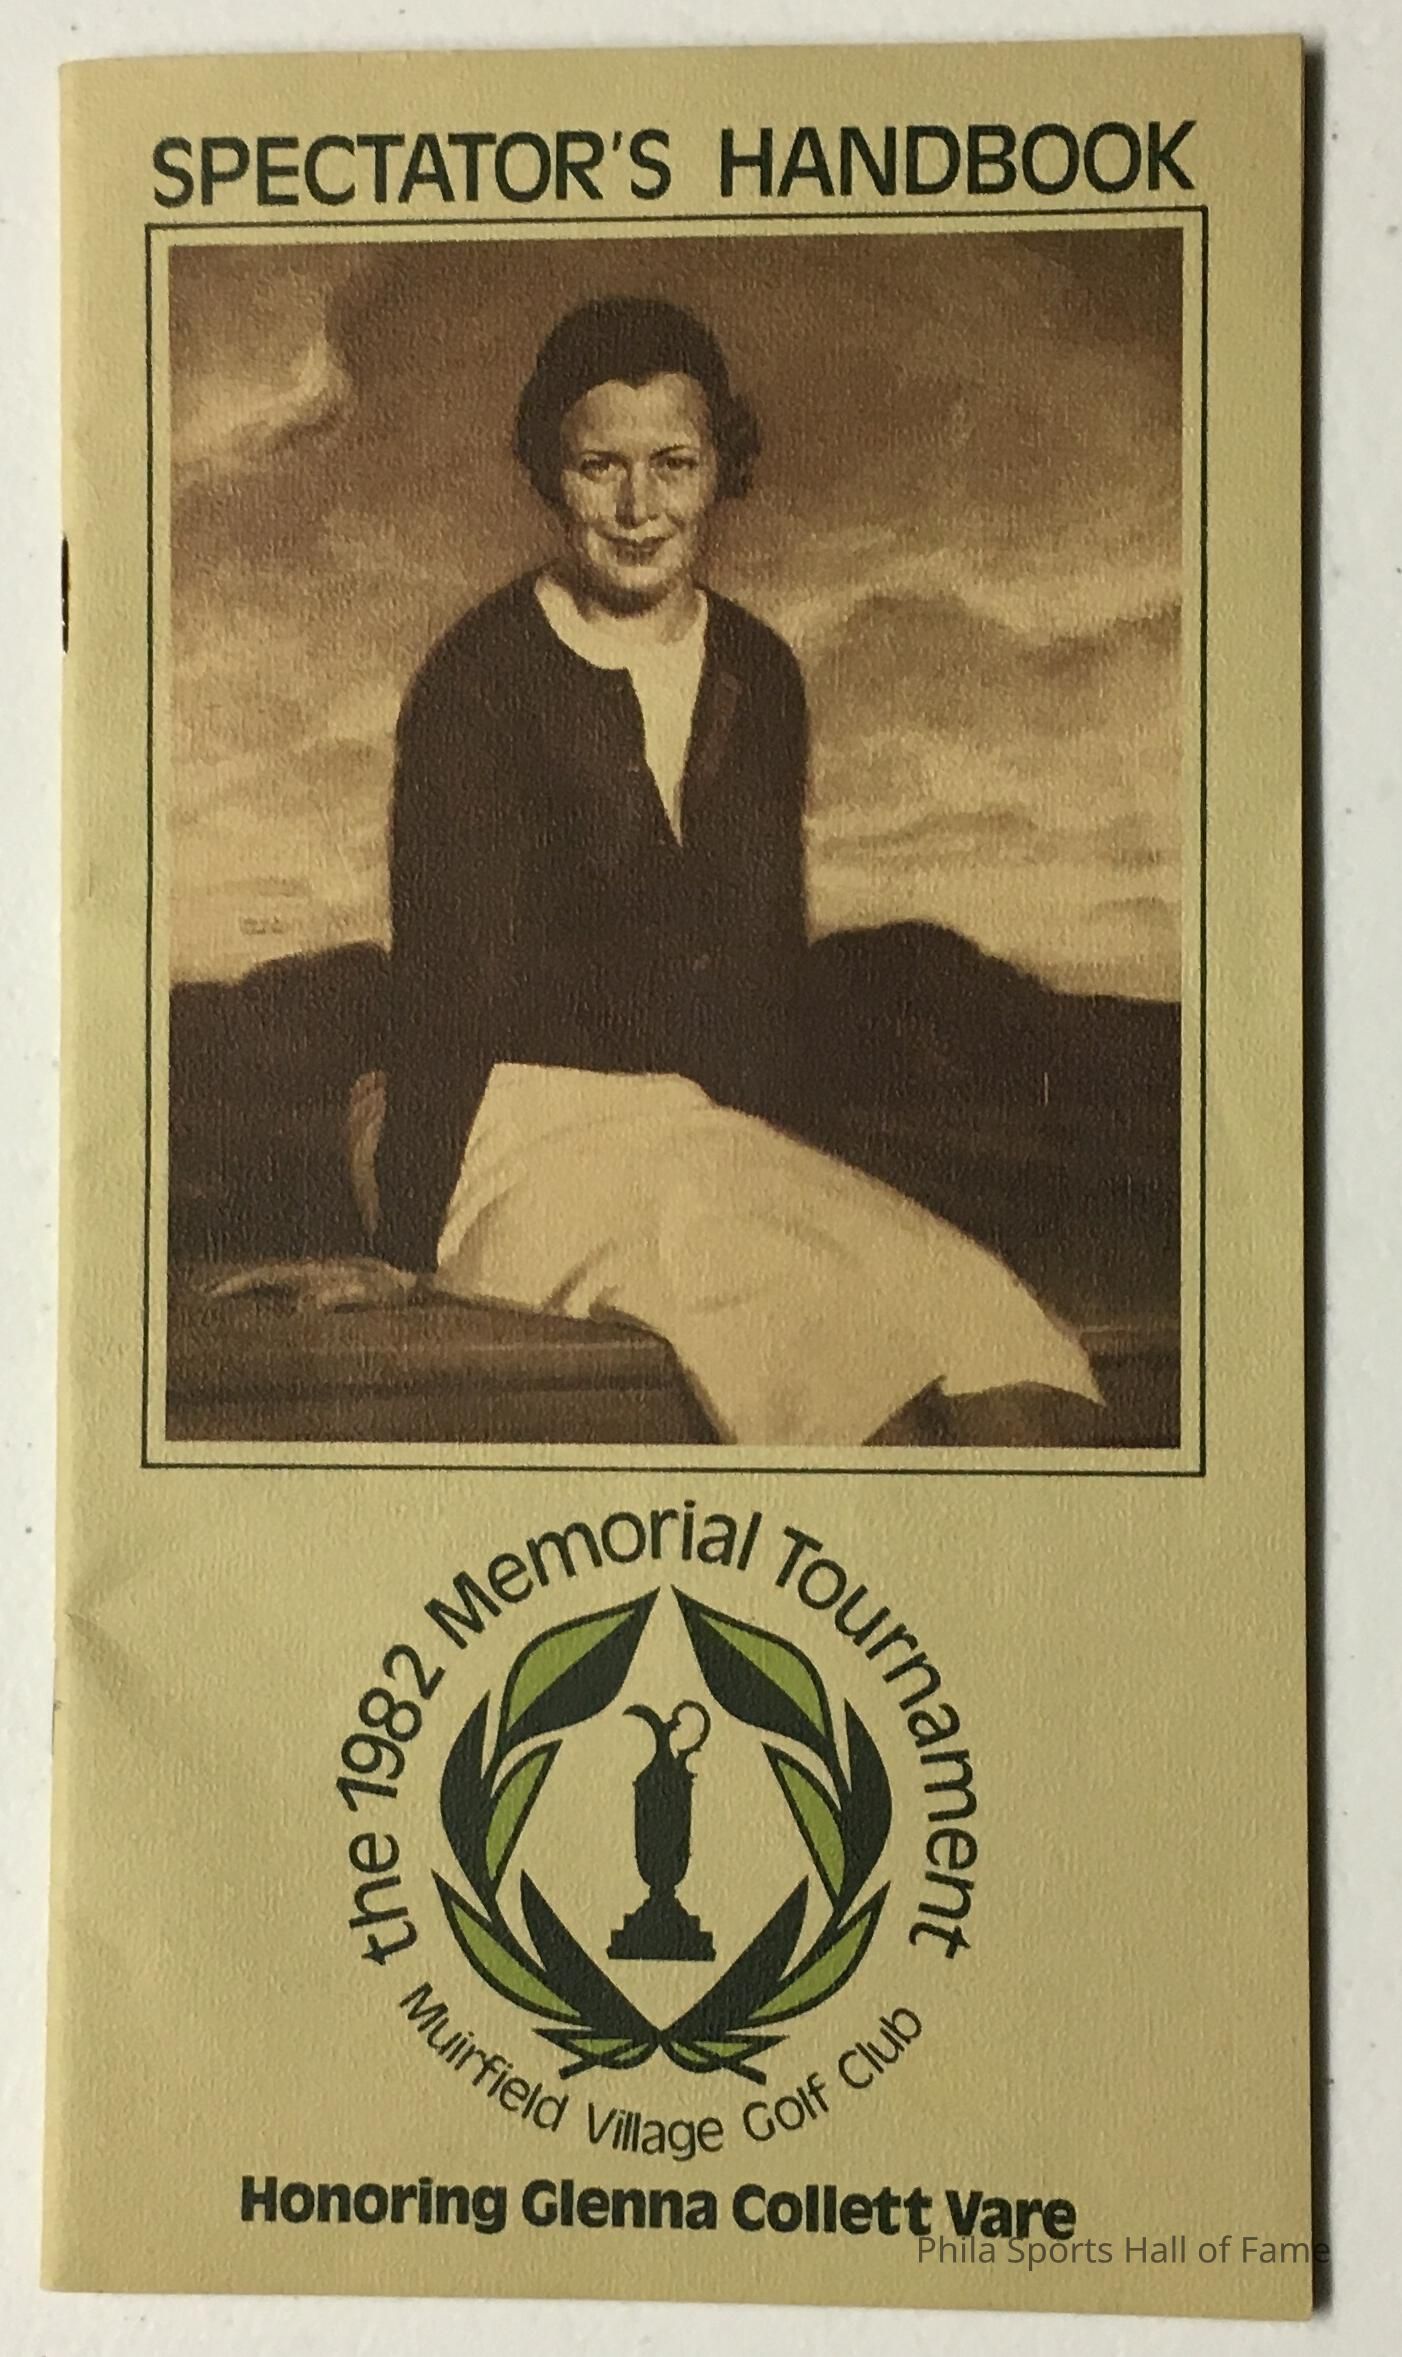 SPECTATOR'S HANDBOOK
the 1982 Memorial Tournament
Muirfield Village Golf Club
Honoring Glenna Collett Vare
Phila Sports Hall of Fame